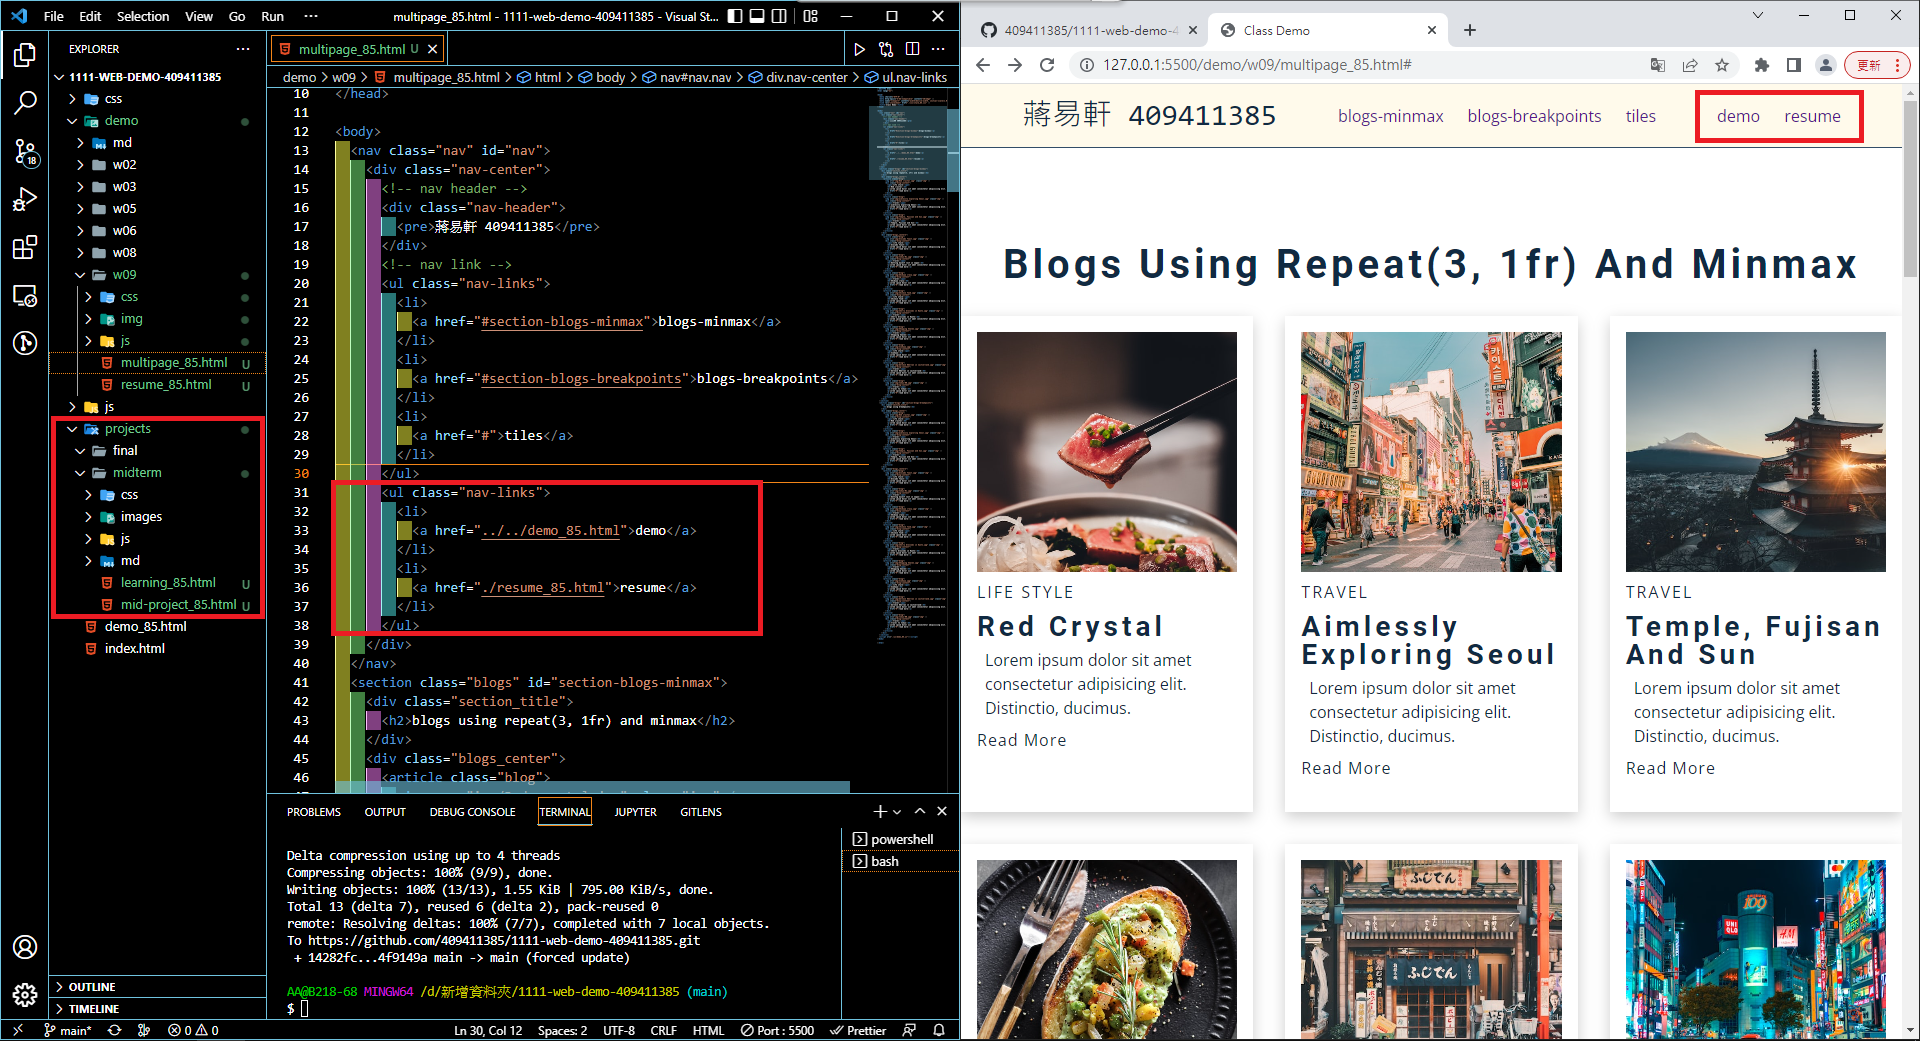 File Edit Selection View Go Run ··· multipage_85.html - 1111-web-demo-409411385 - Visual St...
EXPLORER ···
1111-WEB-DEMO-409411385
css
demo
md
w02
w03
w05
w06
w08
w09
css
img
js
multipage_85.html U
resume_85.html U
js
projects
final
midterm
css
images
js
md
learning_85.html U
mid-project_85.html U
demo_85.html
index.html
OUTLINE
TIMELINE
18
multipage_85.html U
demo > w09 > multipage_85.html > html > body > nav#nav.nav > div.nav-center > ul.nav-links
10 </head>
11
12 <body>
13 <nav class="nav" id="nav">
14 <div class="nav-center">
15 <!-- nav header -->
16 <div class="nav-header">
17 <pre>蔣易軒 409411385</pre>
18 </div>
19 <!-- nav link -->
20 <ul class="nav-links">
21 <li>
22 <a href="#section-blogs-minmax">blogs-minmax</a>
23 </li>
24 <li>
25 <a href="#section-blogs-breakpoints">blogs-breakpoints</a>
26 </li>
27 <li>
28 <a href="#">tiles</a>
29 </li>
30 </ul>
31 <ul class="nav-links">
32 <li>
33 <a href="../../demo_85.html">demo</a>
34 </li>
35 <li>
36 <a href="./resume_85.html">resume</a>
37 </li>
38 </ul>
39 </div>
40 </nav>
41 <section class="blogs" id="section-blogs-minmax">
42 <div class="section_title">
43 <h2>blogs using repeat(3, 1fr) and minmax</h2>
44 </div>
45 <div class="blogs_center">
46 <article class="blog">
PROBLEMS OUTPUT DEBUG CONSOLE TERMINAL JUPYTER GITLENS
powershell
bash
Delta compression using up to 4 threads
Compressing objects: 100% (9/9), done.
Writing objects: 100% (13/13), 1.55 KiB | 795.00 KiB/s, done.
Total 13 (delta 7), reused 6 (delta 2), pack-reused 0
remote: Resolving deltas: 100% (7/7), completed with 7 local objects.
To https://github.com/409411385/1111-web-demo-409411385.git
+ 14282fc...4f9149a main -> main (forced update)
AA@B218-68 MINGW64 /d/新增資料夾/1111-web-demo-409411385 (main)
$
main* 0 0 Ln 30, Col 12 Spaces: 2 UTF-8 CRLF HTML Port : 5500 Prettier
409411385/1111-web-demo-4 Class Demo
127.0.0.1:5500/demo/w09/multipage_85.html# 更新
蔣易軒 409411385 blogs-minmax blogs-breakpoints tiles demo resume
Blogs Using Repeat(3, 1fr) And Minmax
LIFE STYLE
Red Crystal
Lorem ipsum dolor sit amet
consectetur adipisicing elit.
Distinctio, ducimus.
Read More
TRAVEL
Aimlessly
Exploring Seoul
Lorem ipsum dolor sit amet
consectetur adipisicing elit.
Distinctio, ducimus.
Read More
TRAVEL
Temple, Fujisan
And Sun
Lorem ipsum dolor sit amet
consectetur adipisicing elit.
Distinctio, ducimus.
Read More
ふじでん
ふじでん
109
H&M